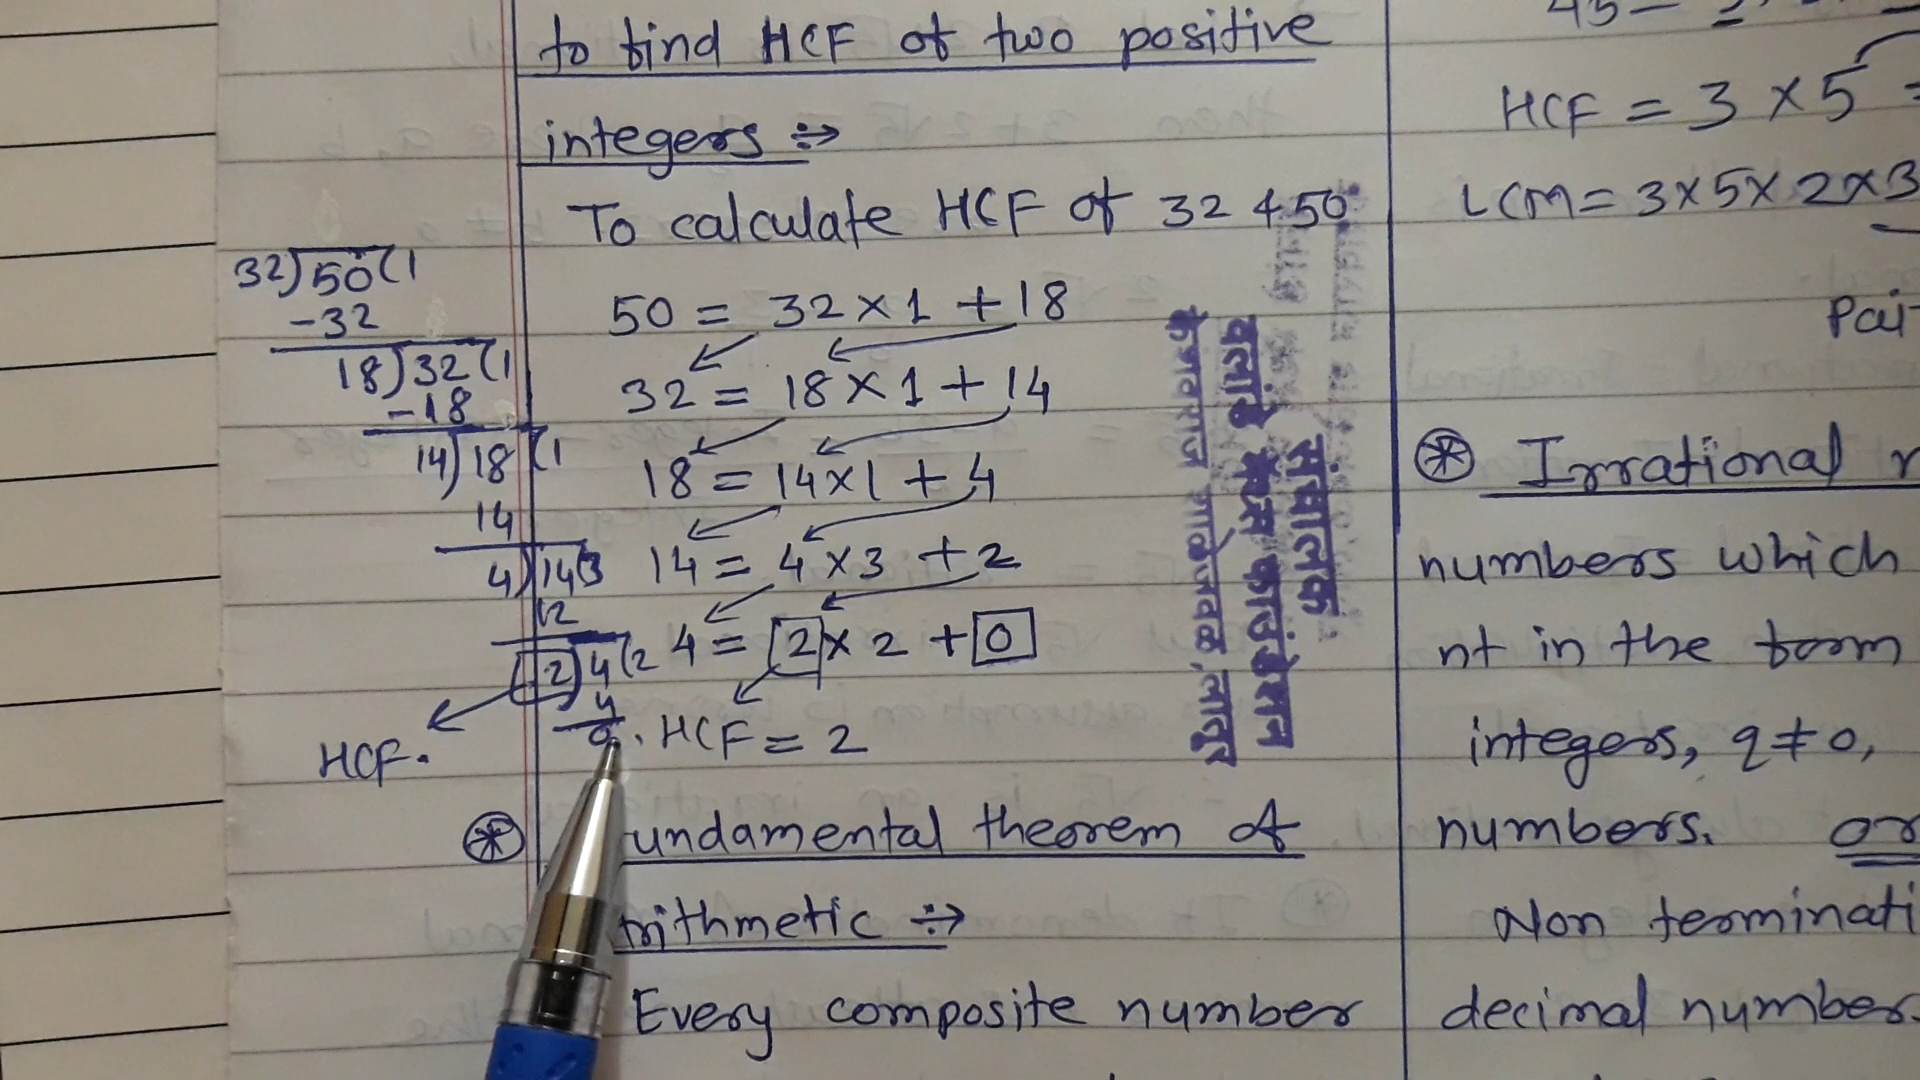 to find HCF of two positive
integers ÷→
To calculate HCF of 32 & 50
50 = 32 × 1 + 18
32 = 18 × 1 + 14
18 = 14 × 1 + 4
14 = 4 × 3 + 2
4 = 2 × 2 + 0
HCF = 2
32)50(1
-32
18)32(1
-18
14)18(1
14
4)14(3
12
2)4(2
4
0
HCF.
undamental theorem of
rithmetic ÷→
Every composite number
संचालक
क्लासेस
HCF = 3 × 5 =
LCM = 3 × 5 × 2 × 3
Pai
Irrational
numbers which
nt in the form
integers, q ≠ 0,
numbers. or
Non terminati
decimal number